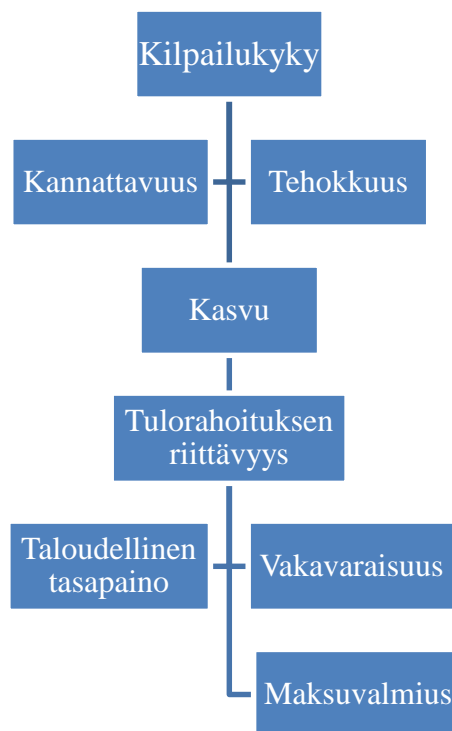 Kilpailukyky
Kannattavuus
Tehokkuus
Kasvu
Tulorahoituksen
riittävyys
Taloudellinen
tasapaino
Vakavaraisuus
Maksuvalmius